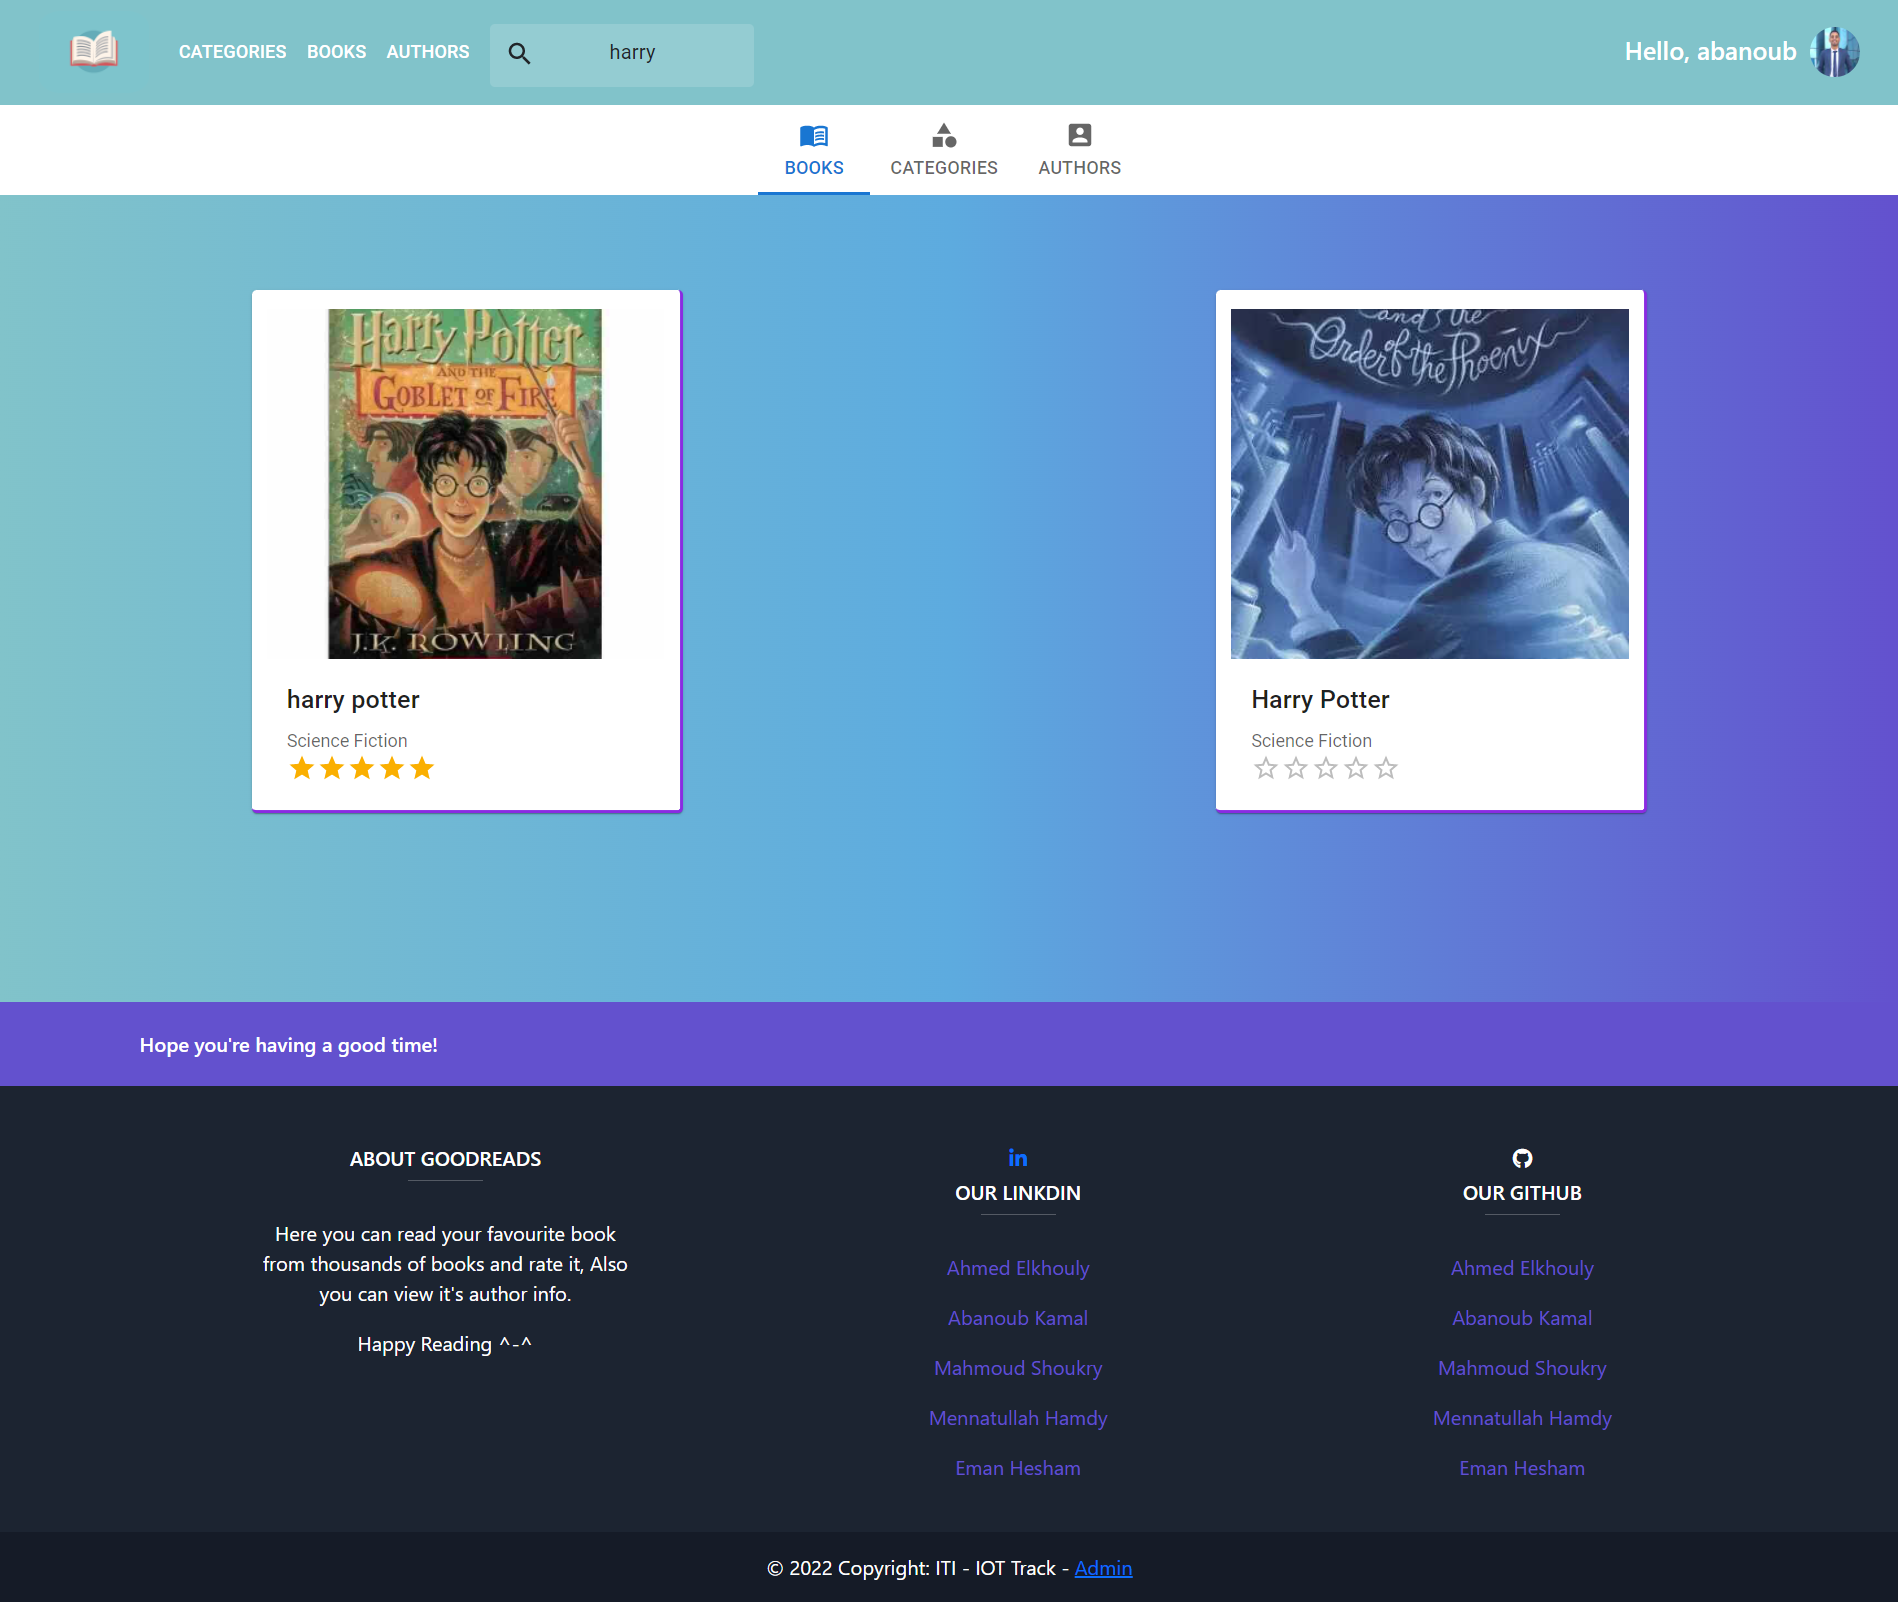 CATEGORIES BOOKS AUTHORS harry Hello, abanoub
BOOKS CATEGORIES AUTHORS
Harry Potter
AND THE
GOBLET OF FIRE
J.K. ROWLING
harry potter
Science Fiction
and the
Order of the Phoenix
Harry Potter
Science Fiction
Hope you're having a good time!
ABOUT GOODREADS
Here you can read your favourite book
from thousands of books and rate it, Also
you can view it's author info.
Happy Reading ^-^
in
OUR LINKDIN
Ahmed Elkhouly
Abanoub Kamal
Mahmoud Shoukry
Mennatullah Hamdy
Eman Hesham
OUR GITHUB
Ahmed Elkhouly
Abanoub Kamal
Mahmoud Shoukry
Mennatullah Hamdy
Eman Hesham
© 2022 Copyright: ITI - IOT Track - Admin